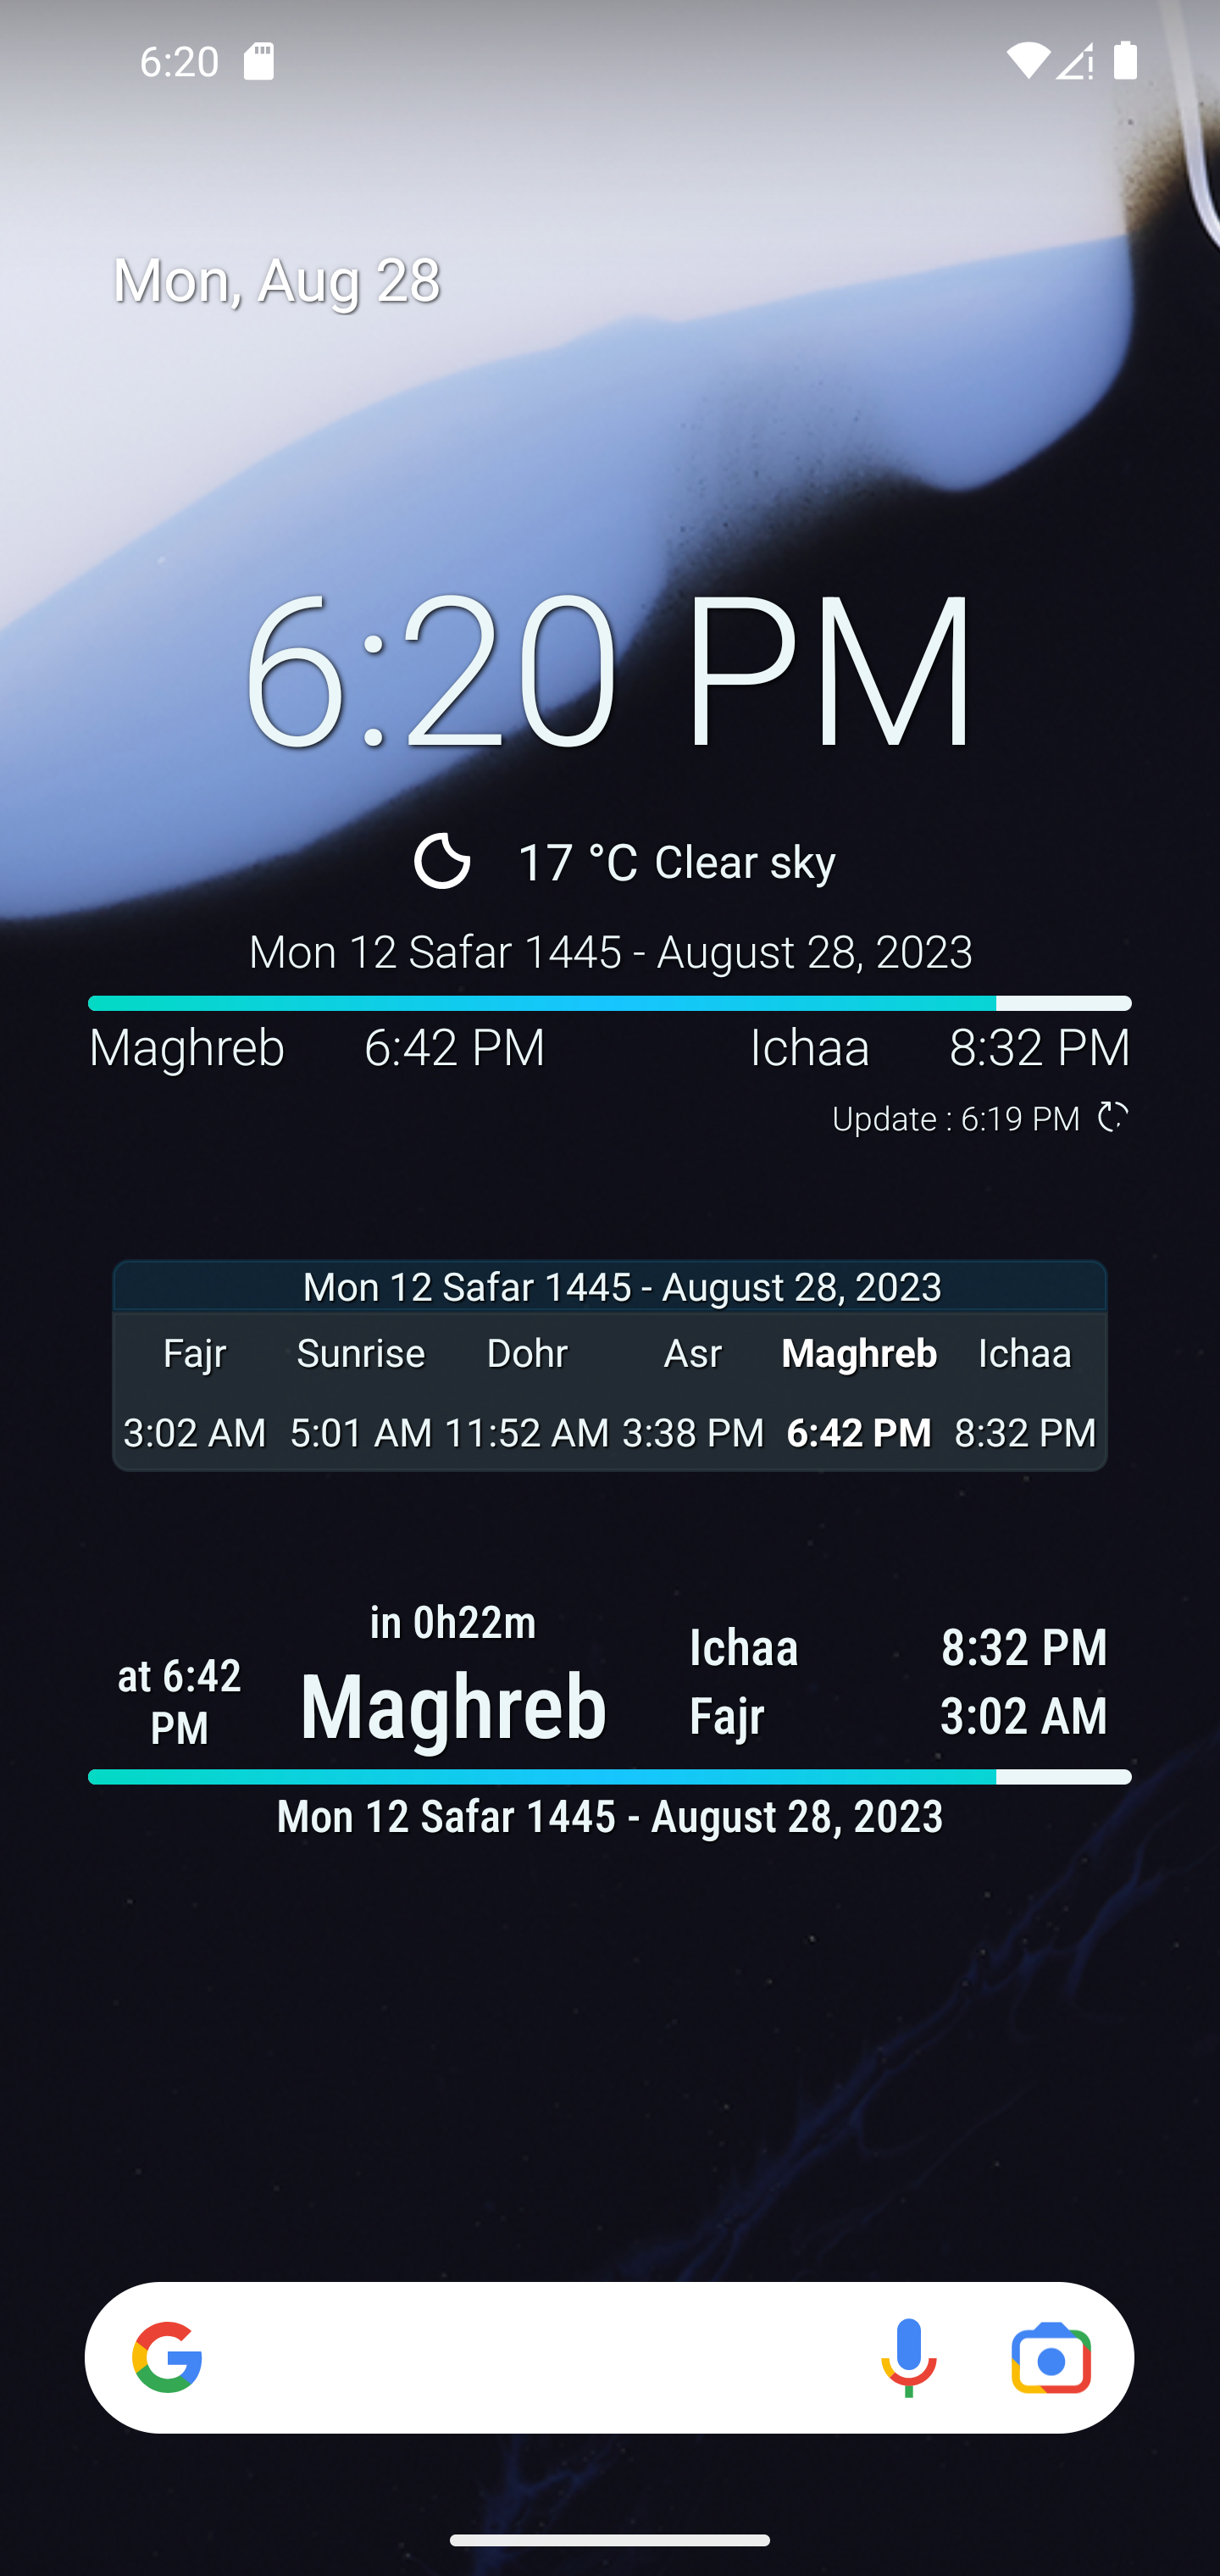 6:20
Mon, Aug 28
6:20 PM
17 °C Clear sky
Mon 12 Safar 1445 - August 28, 2023
Maghreb 6:42 PM Ichaa 8:32 PM
Update : 6:19 PM
Mon 12 Safar 1445 - August 28, 2023
Fajr Sunrise Dohr Asr Maghreb Ichaa
3:02 AM 5:01 AM 11:52 AM 3:38 PM 6:42 PM 8:32 PM
in 0h22m
at 6:42
PM
Maghreb
Ichaa 8:32 PM
Fajr 3:02 AM
Mon 12 Safar 1445 - August 28, 2023